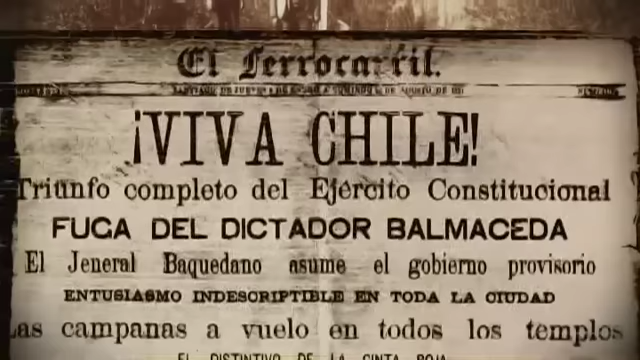 El Ferrocarril.
¡VIVA CHILE!
Triunfo completo del Ejército Constitucional
FUGA DEL DICTADOR BALMACEDA
El Jeneral Baquedano asume el gobierno provisorio
ENTUSIASMO INDESCRIPTIBLE EN TODA LA CIUDAD
Las campanas a vuelo en todos los templos
EL DISTINTIVO DE LA CINTA ROJA